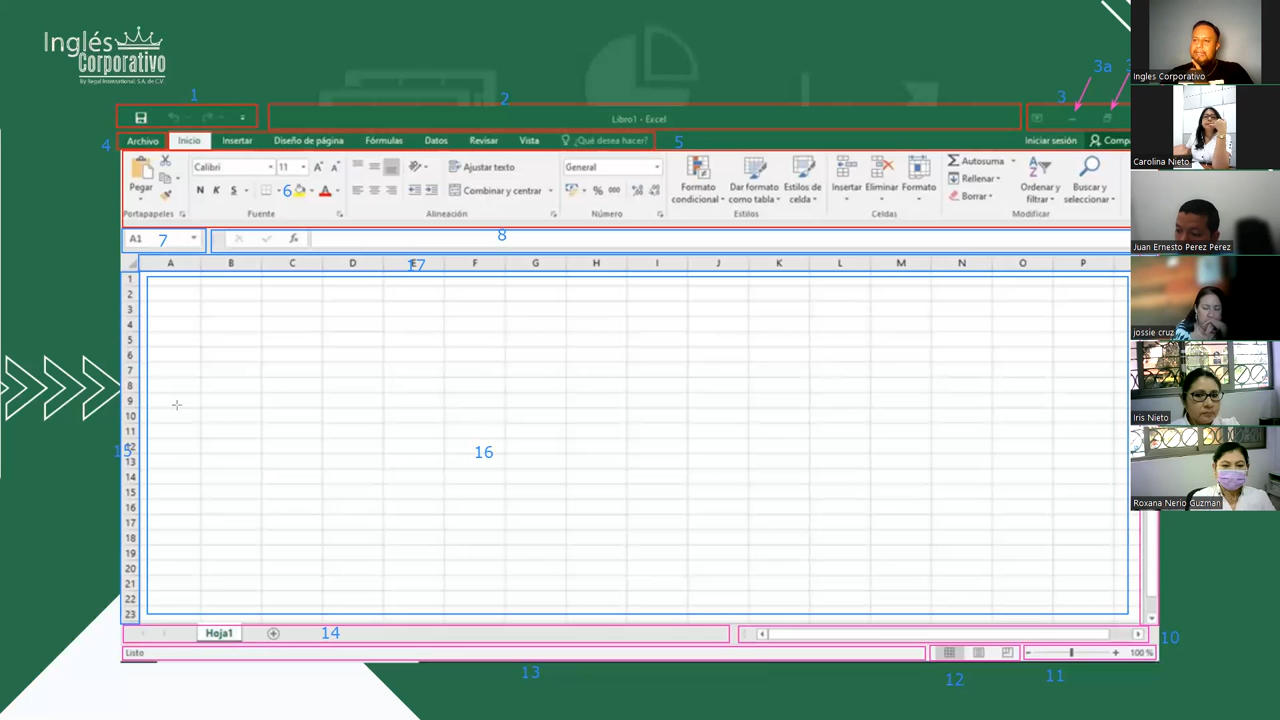 Inglés
Corporativo
By Regal International, S.A. de C.V.
1
2
3
3a
Libro1 - Excel
4
Archivo Inicio Insertar Diseño de página Fórmulas Datos Revisar Vista ¿Qué desea hacer? 5 Iniciar sesión
Pegar
Calibri 11
N K S 6 A
Ajustar texto
Combinar y centrar
General
% 000
Formato condicional
Dar formato como tabla
Estilos de celda
Insertar Eliminar Formato
Autosuma
Rellenar
Borrar
Ordenar y filtrar
Buscar y seleccionar
Portapapeles Fuente Alineación Número Estilos Celdas Modificar
A1 7 fx 8
17
A B C D E F G H I J K L M N O P
1
2
3
4
5
6
7
8
9
10
11
12
13
14
15
16
17
18
19
20
21
22
23
15
16
Hoja1 14
10
Listo 100 %
13
12
11
Ingles Corporativo
Carolina Nieto
Juan Ernesto Perez Perez
jossie cruz
Iris Nieto
Roxana Nerio Guzman